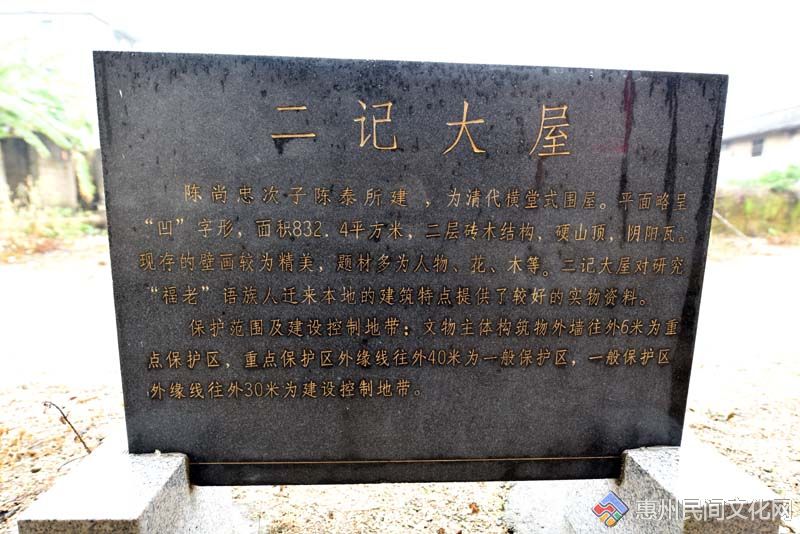 二记大屋
陈尚忠次子陈泰所建，为清代横堂式围屋。平面略呈
“凹”字形，面积832.4平方米，二层砖木结构，硬山顶，阴阳瓦。
现存的壁画较为精美，题材多为人物、花、木等。二记大屋对研究
“福老”语族人迁来本地的建筑特点提供了较好的实物资料。
保护范围及建设控制地带：文物主体构筑物外墙往外6米为重
点保护区，重点保护区外缘线往外40米为一般保护区，一般保护区
外缘线往外30米为建设控制地带。
惠州民间文化网